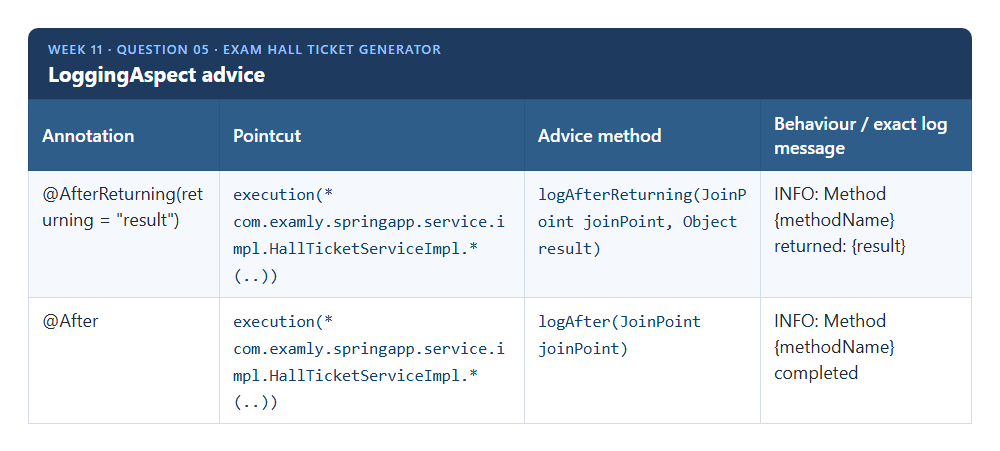 WEEK 11 · QUESTION 05 · EXAM HALL TICKET GENERATOR
LoggingAspect advice
Annotation
Pointcut
Advice method
Behaviour / exact log
message
@AfterReturning(ret
urning = "result")
execution(*
com.examly.springapp.service.i
mpl.HallTicketServiceImpl.*
(..))
logAfterReturning(JoinP
oint joinPoint, Object
result)
INFO: Method
{methodName}
returned: {result}
@After
execution(*
com.examly.springapp.service.i
mpl.HallTicketServiceImpl.*
(..))
logAfter(JoinPoint
joinPoint)
INFO: Method
{methodName}
completed